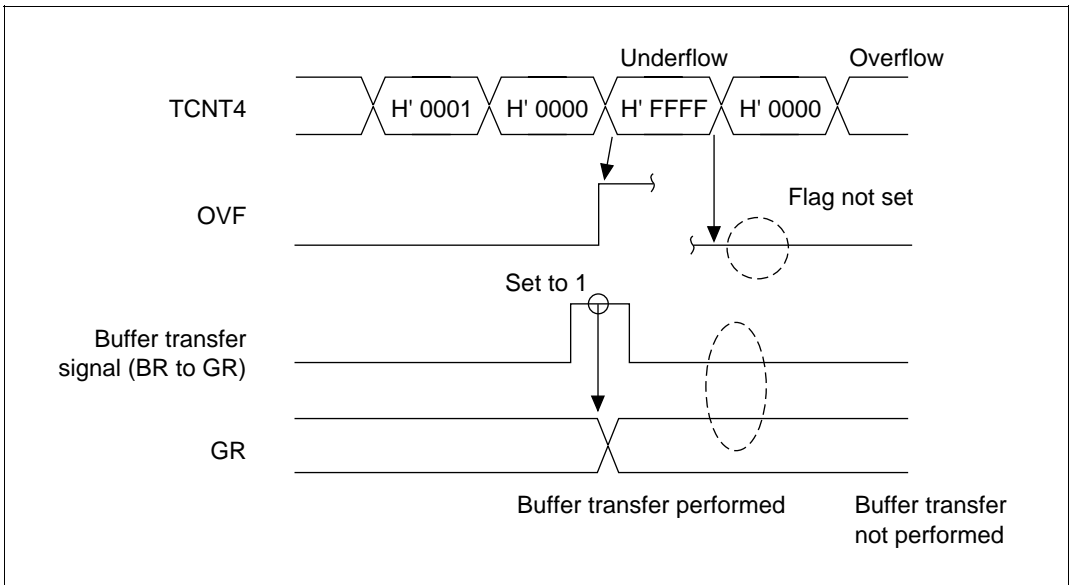 Underflow Overflow
TCNT4 H' 0001 H' 0000 H' FFFF H' 0000
OVF
Flag not set
Set to 1
Buffer transfer
signal (BR to GR)
GR
Buffer transfer performed
Buffer transfer
not performed